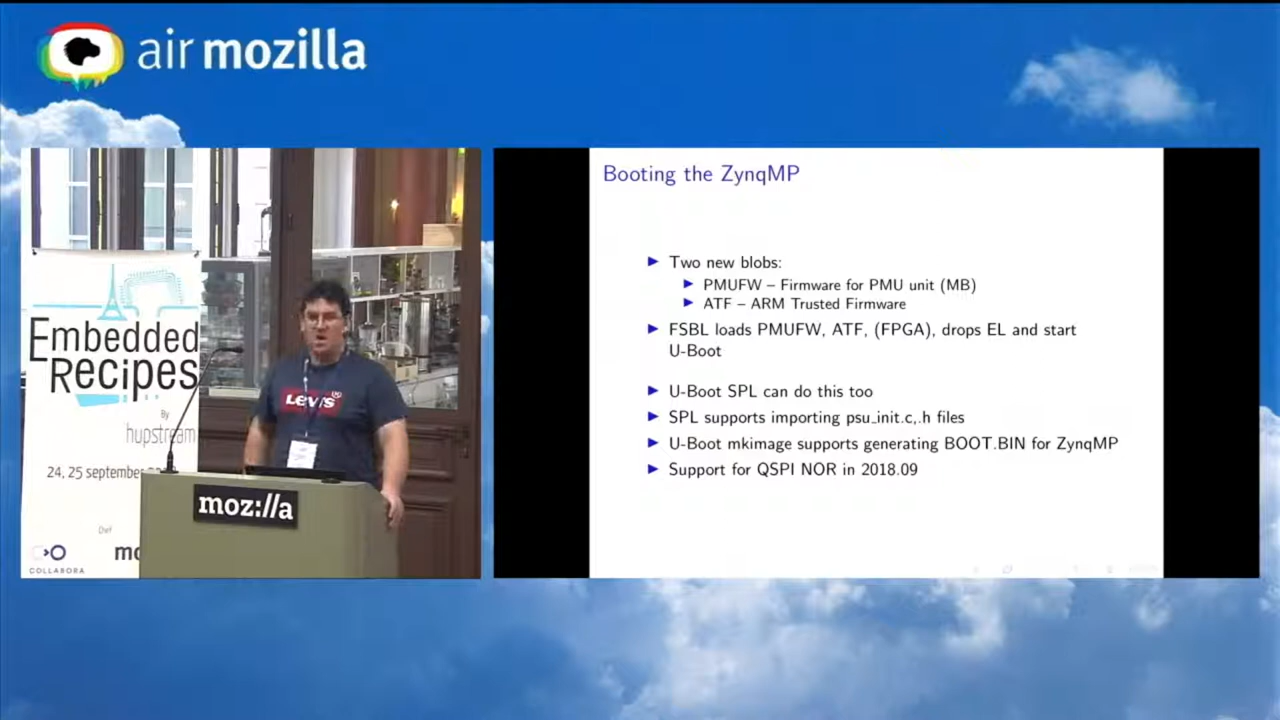 air mozilla
Embedded
Recipes
By
hupstream
24, 25 september
COLLABORA
Levi's
moz://a
Booting the ZynqMP
Two new blobs:
PMUFW – Firmware for PMU unit (MB)
ATF – ARM Trusted Firmware
FSBL loads PMUFW, ATF, (FPGA), drops EL and start
U-Boot
U-Boot SPL can do this too
SPL supports importing psu_init.c,.h files
U-Boot mkimage supports generating BOOT.BIN for ZynqMP
Support for QSPI NOR in 2018.09